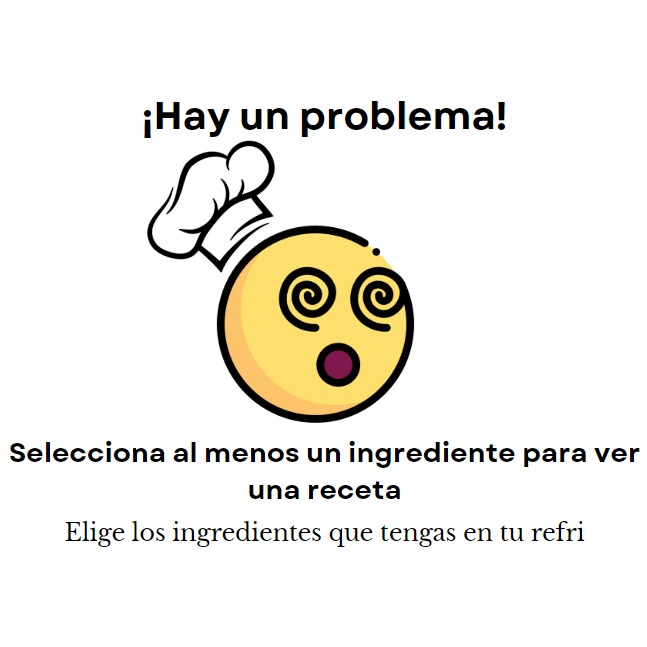 ¡Hay un problema!
Selecciona al menos un ingrediente para ver
una receta
Elige los ingredientes que tengas en tu refri